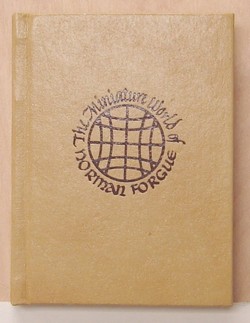 The Miniature World of
NORMAN FORGUE